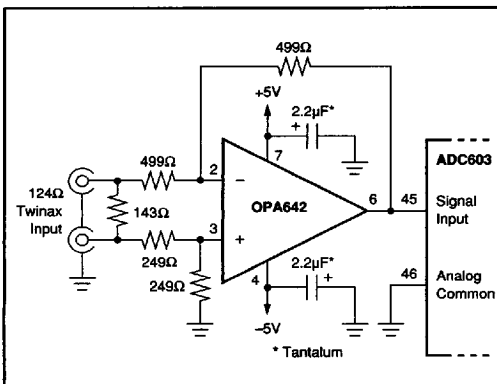 499Ω
+5V
2.2µF*
+
7
ADC603
499Ω
2
−
124Ω
Twinax
Input
143Ω
OPA642
6
45
Signal
Input
3
+
249Ω
249Ω
4
2.2µF*
+
46
Analog
Common
−5V
* Tantalum